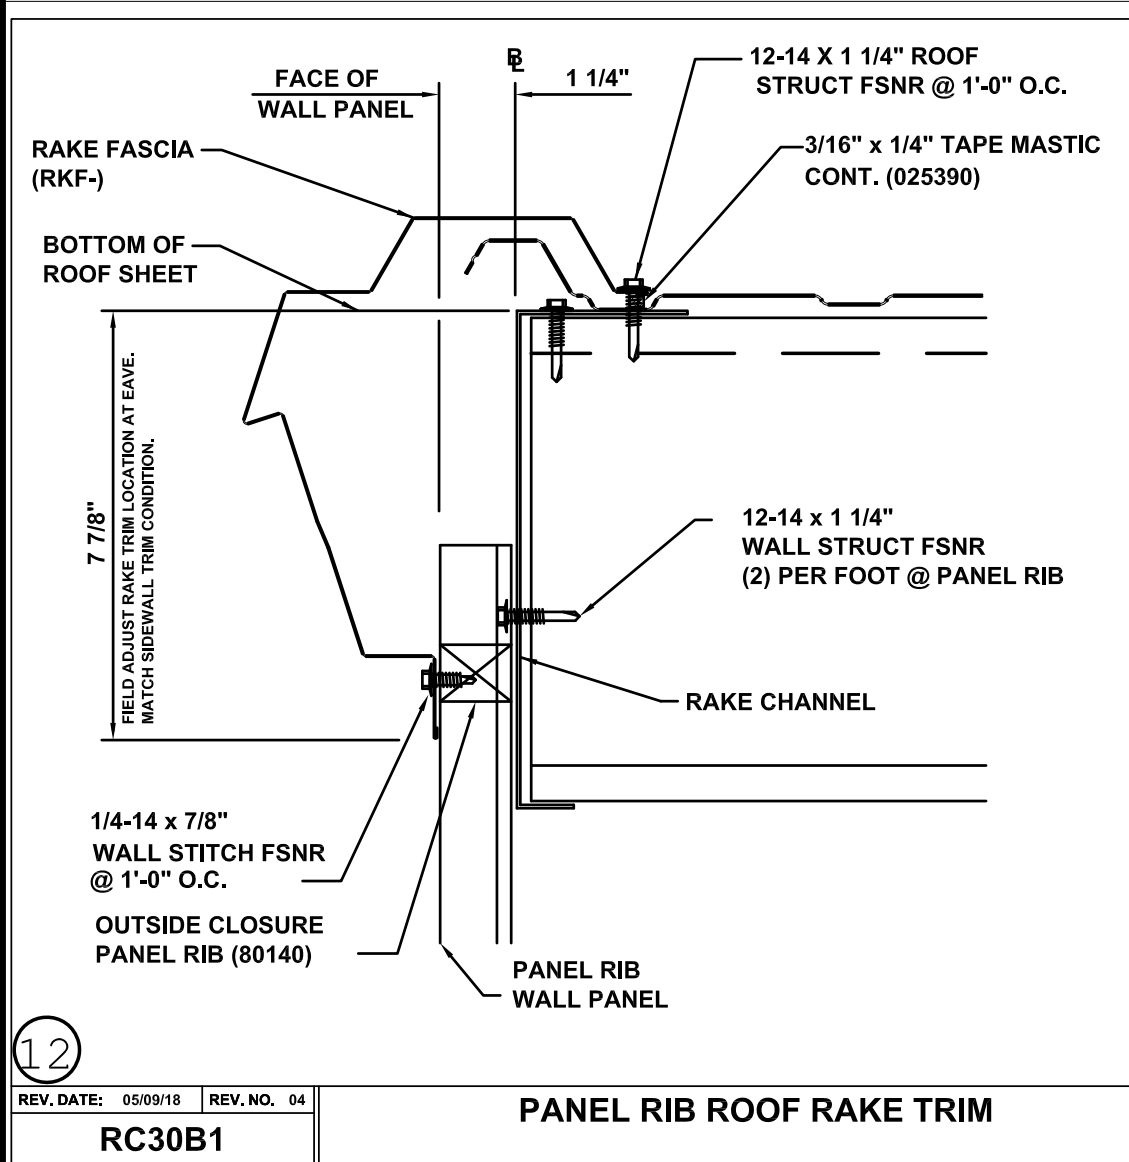 12-14 X 1 1/4" ROOF
STRUCT FSNR @ 1'-0" O.C.
BL
1 1/4"
FACE OF
WALL PANEL
3/16" x 1/4" TAPE MASTIC
CONT. (025390)
RAKE FASCIA
(RKF-)
BOTTOM OF
ROOF SHEET
7 7/8"
FIELD ADJUST RAKE TRIM LOCATION AT EAVE.
MATCH SIDEWALL TRIM CONDITION.
12-14 x 1 1/4"
WALL STRUCT FSNR
(2) PER FOOT @ PANEL RIB
RAKE CHANNEL
1/4-14 x 7/8"
WALL STITCH FSNR
@ 1'-0" O.C.
OUTSIDE CLOSURE
PANEL RIB (80140)
PANEL RIB
WALL PANEL
12
REV. DATE: 05/09/18 REV. NO. 04
RC30B1
PANEL RIB ROOF RAKE TRIM